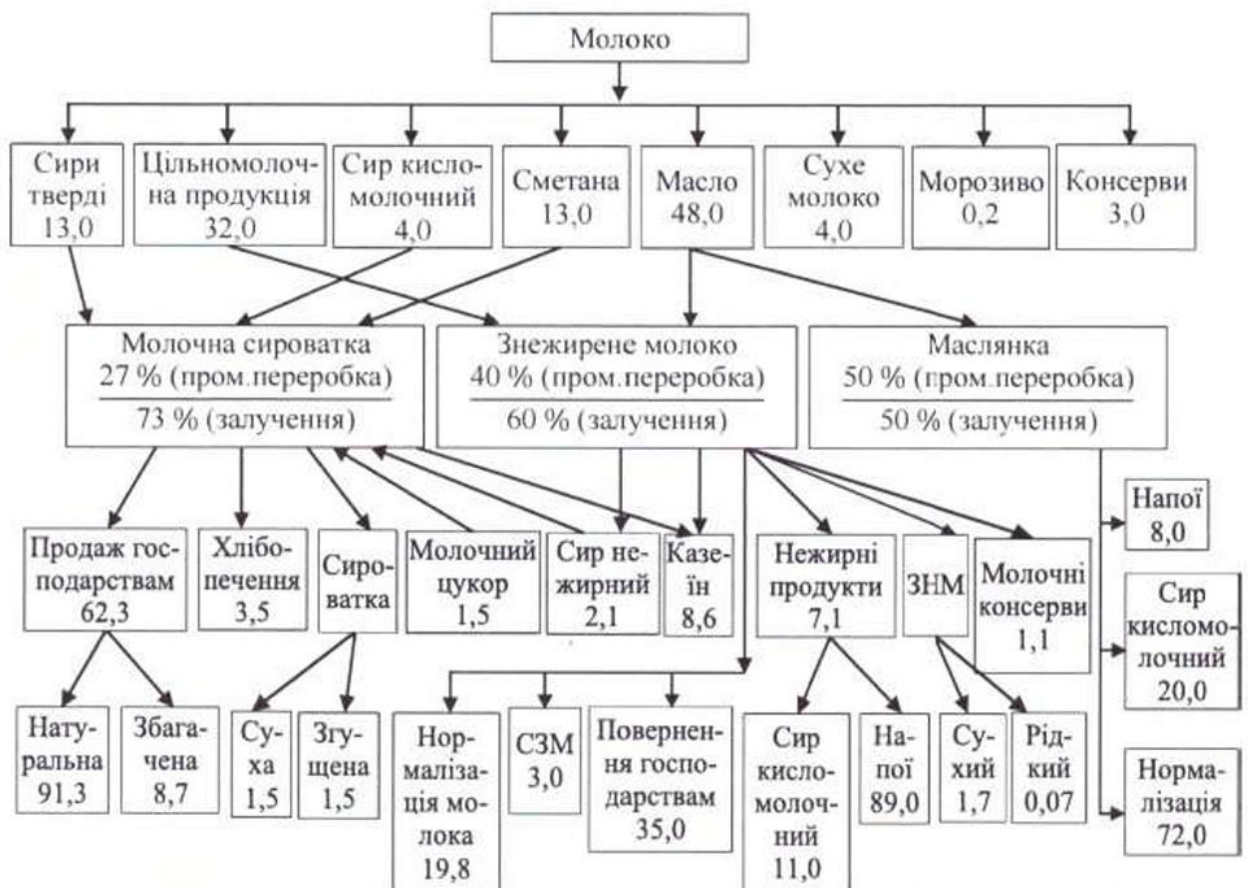 Молоко
Сири
тверді
13,0
Цільномолоч-
на продукція
32,0
Сир кисло-
молочний
4,0
Сметана
13,0
Масло
48,0
Сухе
молоко
4,0
Морозиво
0,2
Консерви
3,0
Молочна сироватка
27 % (пром.переробка)
73 % (залучення)
Знежирене молоко
40 % (пром.переробка)
60 % (залучення)
Маслянка
50 % (пром.переробка)
50 % (залучення)
Продаж гос-
подарствам
62,3
Хлібо-
печення
3,5
Сиро-
ватка
Молочний
цукор
1,5
Сир не-
жирний
2,1
Казе-
їн
8,6
Нежирні
продукти
7,1
ЗНМ
Молочні
консерви
1,1
Напої
8,0
Сир
кисломо-
лочний
20,0
Норма-
лізація
72,0
Нату-
ральна
91,3
Збага-
чена
8,7
Су-
ха
1,5
Згу-
щена
1,5
Нор-
маліза-
ція мо-
лока
19,8
СЗМ
3,0
Повернен-
ня госпо-
дарствам
35,0
Сир
кисло-
молоч-
ний
11,0
На-
пої
89,0
Су-
хий
1,7
Рід-
кий
0,07